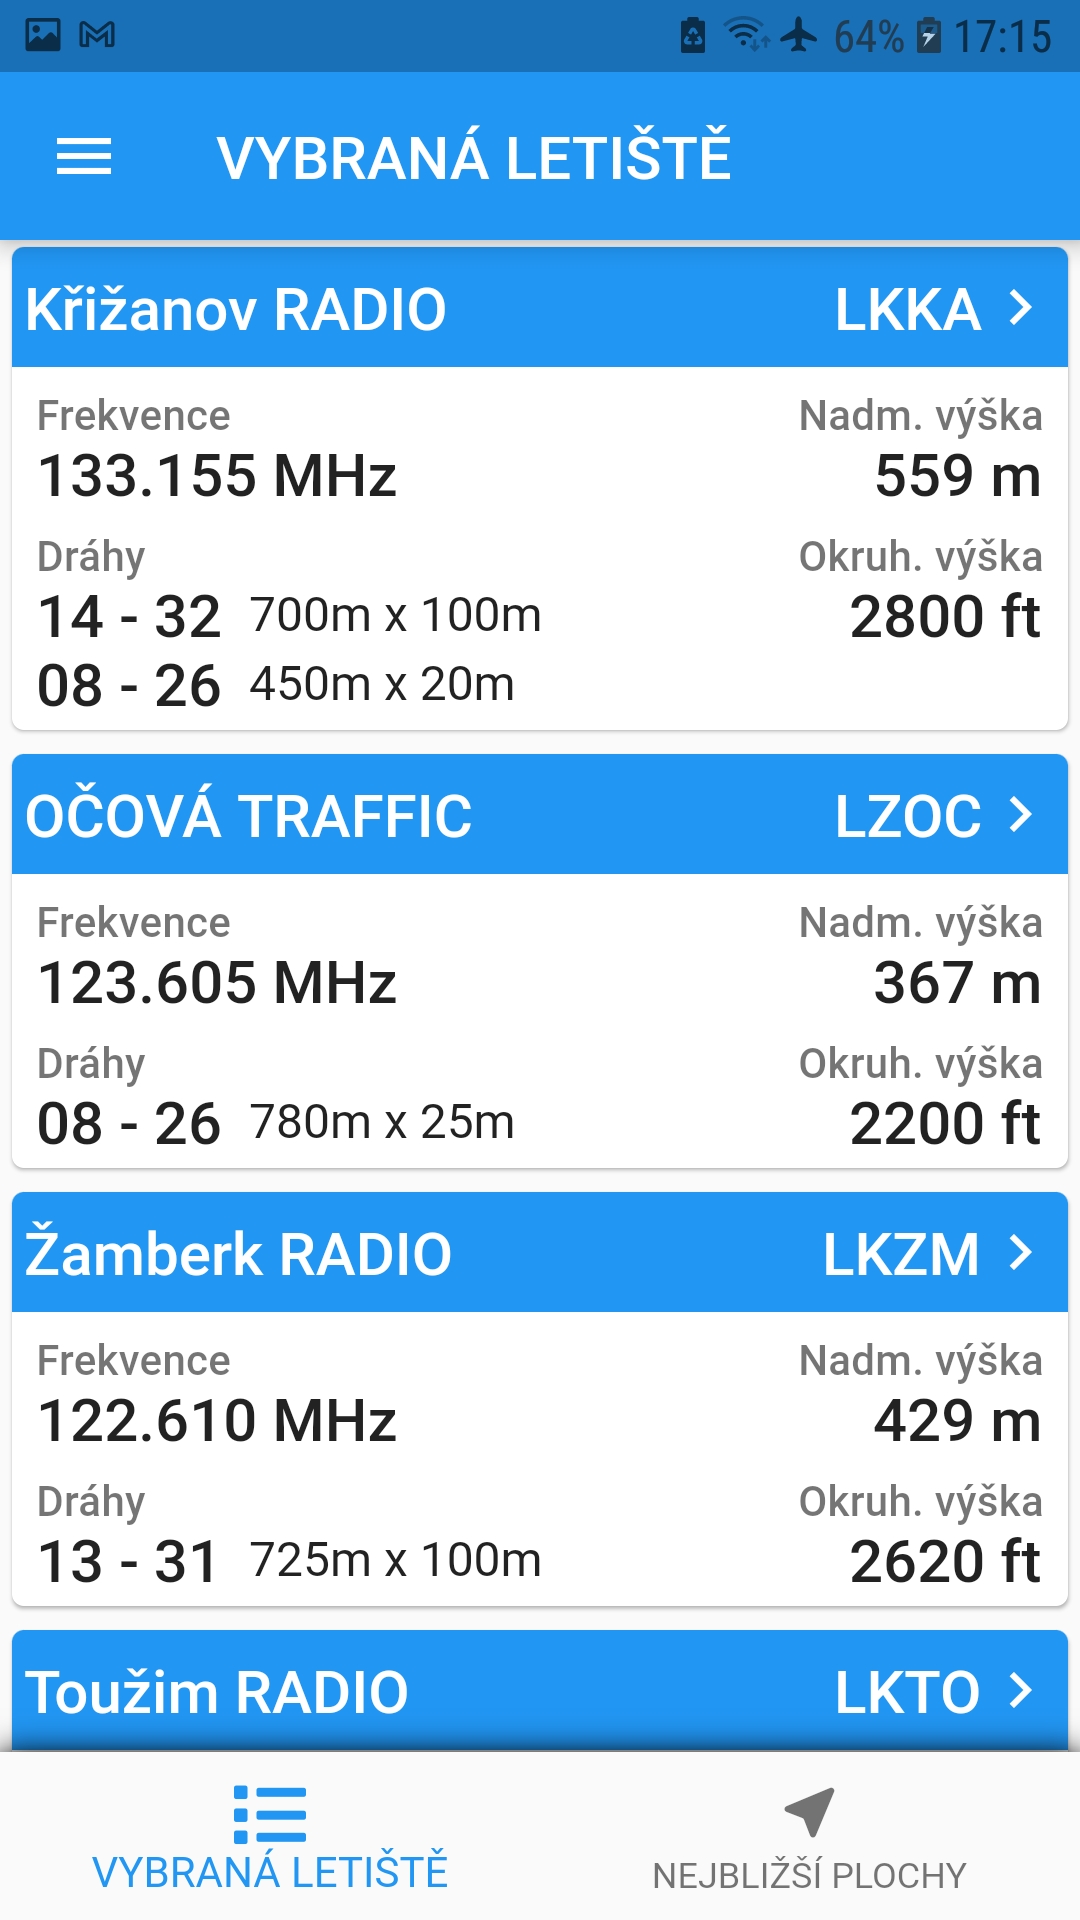 64% 17:15
VYBRANÁ LETIŠTĚ
Křižanov RADIO LKKA
Frekvence Nadm. výška
133.155 MHz 559 m
Dráhy Okruh. výška
14 - 32 700m x 100m 2800 ft
08 - 26 450m x 20m
OČOVÁ TRAFFIC LZOC
Frekvence Nadm. výška
123.605 MHz 367 m
Dráhy Okruh. výška
08 - 26 780m x 25m 2200 ft
Žamberk RADIO LKZM
Frekvence Nadm. výška
122.610 MHz 429 m
Dráhy Okruh. výška
13 - 31 725m x 100m 2620 ft
Toužim RADIO LKTO
VYBRANÁ LETIŠTĚ NEJBLIŽŠÍ PLOCHY